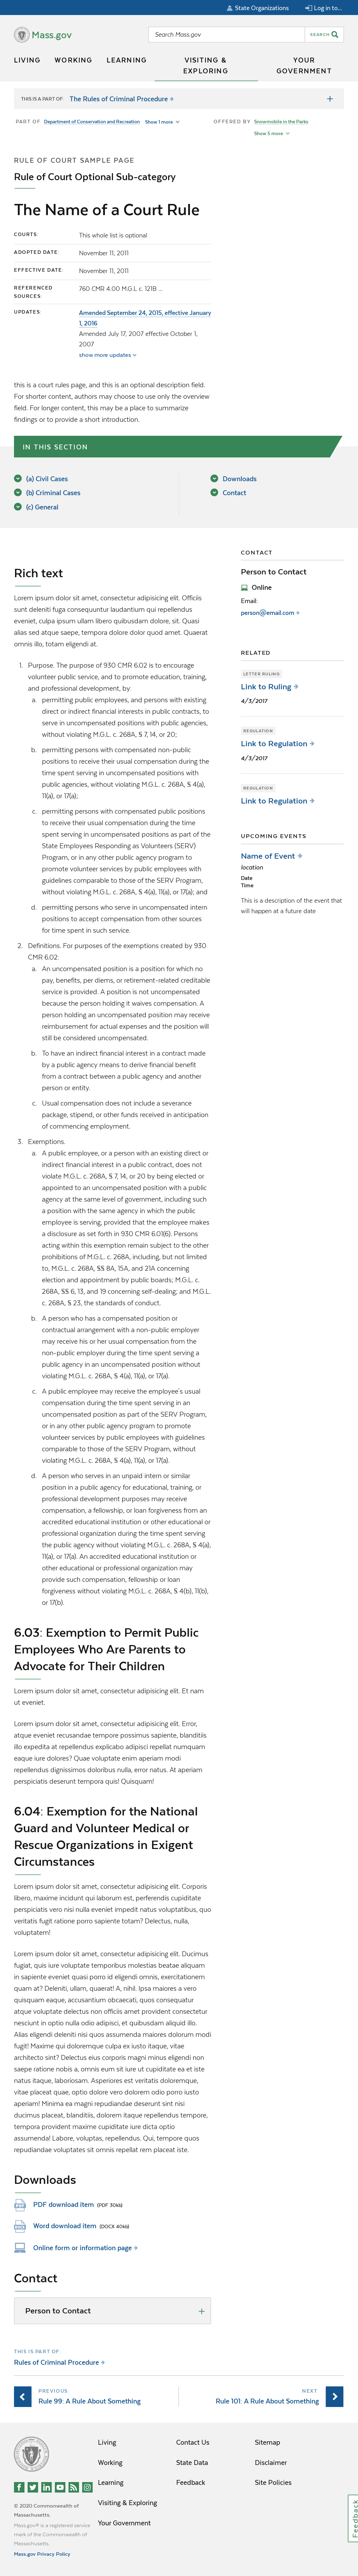 State Organizations
Log in to...
Mass.gov
Search Mass.gov
SEARCH
LIVING
WORKING
LEARNING
VISITING &
EXPLORING
YOUR
GOVERNMENT
THIS IS A PART OF:
The Rules of Criminal Procedure
PART OF
Department of Conservation and Recreation
Show 1 more
OFFERED BY
Snowmobile in the Parks
Show 5 more
RULE OF COURT SAMPLE PAGE
Rule of Court Optional Sub-category
The Name of a Court Rule
COURTS:
This whole list is optional
ADOPTED DATE:
November 11, 2011
EFFECTIVE DATE:
November 11, 2011
REFERENCED
SOURCES:
760 CMR 4.00 M.G.L c. 121B ...
UPDATES:
Amended September 24, 2015, effective January
1, 2016
Amended July 17, 2007 effective October 1,
2007
show more updates
this is a court rules page, and this is an optional description field.
For shorter content, authors may choose to use only the overview
field. For longer content, this may be a place to summarize
findings or to provide a short introduction.
IN THIS SECTION
(a) Civil Cases
(b) Criminal Cases
(c) General
Downloads
Contact
Rich text
Lorem ipsum dolor sit amet, consectetur adipisicing elit. Officiis
sunt deleniti fuga consequuntur laudantium qui repellendus
eveniet, culpa ipsum ullam libero quibusdam dolore, sit. Quasi
alias sed atque saepe, tempora dolore dolor quod. Quaerat
omnis illo, totam eligendi at.
1. Purpose. The purpose of 930 CMR 6.02 is to encourage
volunteer public service, and to promote education, training,
and professional development, by:
a. permitting public employees, and persons with existing
direct or indirect financial interests in public contracts, to
serve in uncompensated positions within public agencies,
without violating M.G.L. c. 268A, § 7, 14, or 20;;
b. permitting persons with compensated non-public
positions to receive their usual compensation during the
time spent serving in uncompensated positions within
public agencies, without violating M.G.L. c. 268A, § 4(a),
11(a), or 17(a);
c. permitting persons with compensated public positions
to receive their usual compensation during the time
spent serving in uncompensated positions as part of the
State Employees Responding as Volunteers (SERV)
Program, or in any other public agency program to
promote volunteer service by public employees with
guidelines comparable to those of the SERV Program,
without violating M.G.L. c. 268A, § 4(a), 11(a), or 17(a); and
d. permitting persons who serve in uncompensated intern
positions to accept compensation from other sources
for time spent in such service.
2. Definitions. For purposes of the exemptions created by 930
CMR 6.02:
a. An uncompensated position is a position for which no
pay, benefits, per diems, or retirement-related creditable
service is provided. A position is not uncompensated
because the person holding it waives compensation. A
person holding an uncompensated position may receive
reimbursement of actual expenses and the position will
still be considered uncompensated.
b. To have an indirect financial interest in a contract made
by a public agency means to derive financial benefit
from a contract between a public agency and another
person or entity.
c. Usual compensation does not include a severance
package, stipend, or other funds received in anticipation
of commencing employment.
3. Exemptions.
a. A public employee, or a person with an existing direct or
indirect financial interest in a public contract, does not
violate M.G.L. c. 268A, § 7, 14, or 20 by being elected or
appointed to an uncompensated position in a public
agency at the same level of government, including such
a position within the same public agency in which the
employee is serving, provided that the employee makes
a disclosure as set forth in 930 CMR 6.01(6). Persons
acting within this exemption remain subject to the other
prohibitions of M.G.L. c. 268A, including, but not limited
to, M.G.L. c. 268A, §§ 8A, 15A, and 21A concerning
election and appointment by public boards; M.G.L. c.
268A, §§ 6, 13, and 19 concerning self-dealing; and M.G.L.
c. 268A, § 23, the standards of conduct.
b. A person who has a compensated position or
contractual arrangement with a non-public employer
may receive his or her usual compensation from the
non-public employer during the time spent serving a
public agency in an uncompensated position without
violating M.G.L. c. 268A, § 4(a), 11(a), or 17(a).
c. A public employee may receive the employee's usual
compensation during the time spent serving in an
uncompensated position as part of the SERV Program,
or in any other public agency program to promote
volunteer services by public employees with guidelines
comparable to those of the SERV Program, without
violating M.G.L. c. 268A, § 4(a), 11(a), or 17(a).
d. A person who serves in an unpaid intern or similar
position in a public agency may receive educational
course credit, or if the person receives no other
compensation, a fellowship, or loan forgiveness from an
accredited educational institution or other educational or
professional organization during the time spent serving
the public agency without violating M.G.L. c. 268A, § 4(a),
11(a), or 17(a). An accredited educational institution or
other educational or professional organization may
provide such compensation, fellowship or loan
forgiveness without violating M.G.L. c. 268A, § 4(b), 11(b),
or 17(b).
6.03: Exemption to Permit Public
Employees Who Are Parents to
Advocate for Their Children
Lorem ipsum dolor sit amet, consectetur adipisicing elit. Et nam
ut eveniet.
Lorem ipsum dolor sit amet, consectetur adipisicing elit. Error,
atque eveniet recusandae tempore possimus asperiores, blanditiis
illo expedita at repellendus explicabo adipisci repellat numquam
eaque iure dolores? Quae voluptate enim aperiam modi
repellendus dignissimos doloribus nulla, error natus. At aperiam
perspiciatis deserunt tempora quis! Quisquam!
6.04: Exemption for the National
Guard and Volunteer Medical or
Rescue Organizations in Exigent
Circumstances
Lorem ipsum dolor sit amet, consectetur adipisicing elit. Corporis
libero, maxime incidunt qui laborum est, perferendis cupiditate
perspiciatis vero nisi nulla eveniet impedit natus voluptatibus, quo
veritatis fugit ratione porro sapiente totam? Delectus, nulla,
voluptatem!
Lorem ipsum dolor sit amet, consectetur adipisicing elit. Ducimus
fugiat, quis iure voluptate temporibus molestias beatae aliquam
in sapiente eveniet quasi porro id eligendi omnis, exercitationem
quam at? Deleniti, ullam, quaerat! A, nihil. Ipsa maiores a vero
quisquam eaque, accusantium obcaecati, quos consequatur
atque voluptate delectus non officiis amet provident consectetur
nesciunt in optio nulla odio adipisci, et quibusdam aliquid illo.
Alias eligendi deleniti nisi quos assumenda maiores dolorum modi
fugit! Maxime qui doloremque culpa ex iusto itaque, quod
necessitatibus. Delectus eius corporis magni minus eligendi non
saepe ratione nobis a, omnis eum sit iure ut cupiditate ea et iste
natus itaque, laboriosam. Asperiores est veritatis doloremque,
vitae placeat, optio dolore vero dolorem odio porro iusto
aperiam! Minima ea magni repudiandae deserunt sint nisi
ducimus placeat, blanditiis, dolorem itaque repellendus tempore,
tempora provident maxime cupiditate iure dicta optio
assumenda! Labore, voluptas, repellendus. Qui, tempore quos
repudiandae voluptates sit omnis repellat rem placeat iste.
Downloads
PDF download item (PDF 30kb)
Word download item (DOCX 40kb)
Online form or information page
Contact
Person to Contact
CONTACT
Person to Contact
Online
Email:
person@email.com
RELATED
LETTER RULING
Link to Ruling
4/3/2017
REGULATION
Link to Regulation
4/3/2017
REGULATION
Link to Regulation
UPCOMING EVENTS
Name of Event
location
Date
Time
This is a description of the event that
will happen at a future date
THIS IS PART OF:
Rules of Criminal Procedure
PREVIOUS
Rule 99: A Rule About Something
NEXT
Rule 101: A Rule About Something
Living
Working
Learning
Visiting & Exploring
Your Government
Contact Us
State Data
Feedback
Sitemap
Disclaimer
Site Policies
© 2020 Commonwealth of
Massachusetts.
Mass.gov® is a registered service
mark of the Commonwealth of
Massachusetts.
Mass.gov Privacy Policy
Feedback